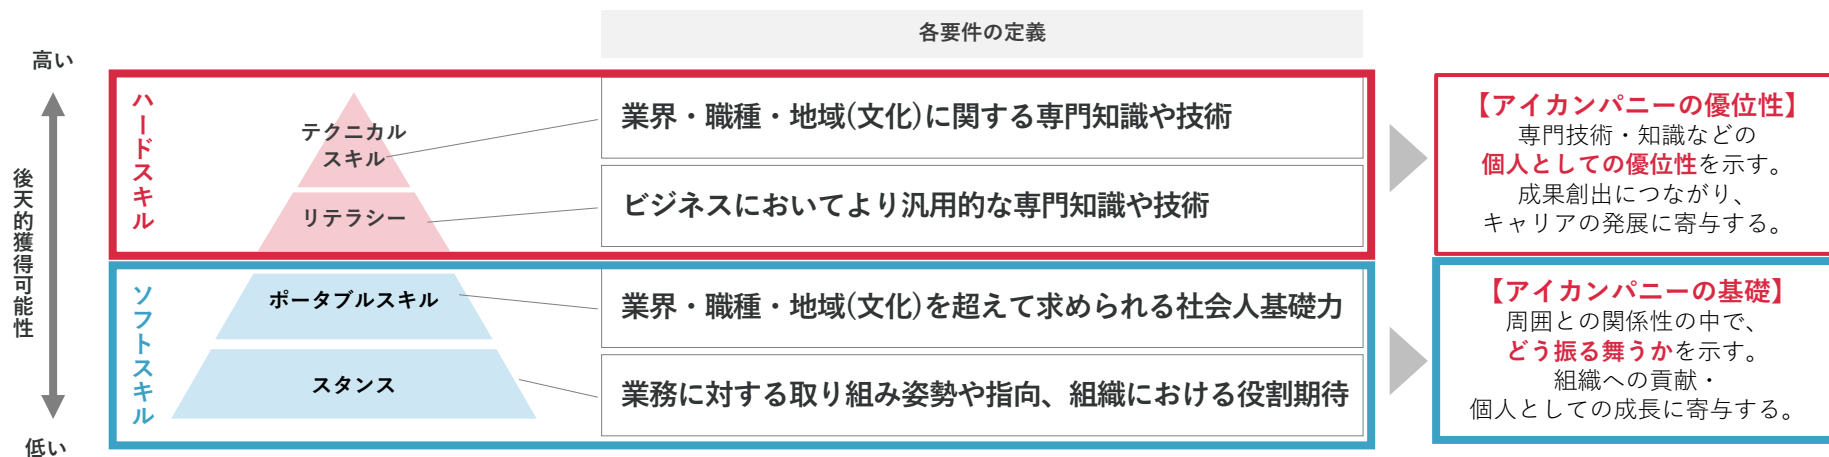 各要件の定義
高い
後天的獲得可能性
低い
ハードスキル
テクニカル
スキル
業界・職種・地域(文化)に関する専門知識や技術
リテラシー
ビジネスにおいてより汎用的な専門知識や技術
【アイカンパニーの優位性】
専門技術・知識などの
個人としての優位性を示す。
成果創出につながり、
キャリアの発展に寄与する。
ソフトスキル
ポータブルスキル
業界・職種・地域(文化)を超えて求められる社会人基礎力
スタンス
業務に対する取り組み姿勢や指向、組織における役割期待
【アイカンパニーの基礎】
周囲との関係性の中で、
どう振る舞うかを示す。
組織への貢献・
個人としての成長に寄与する。